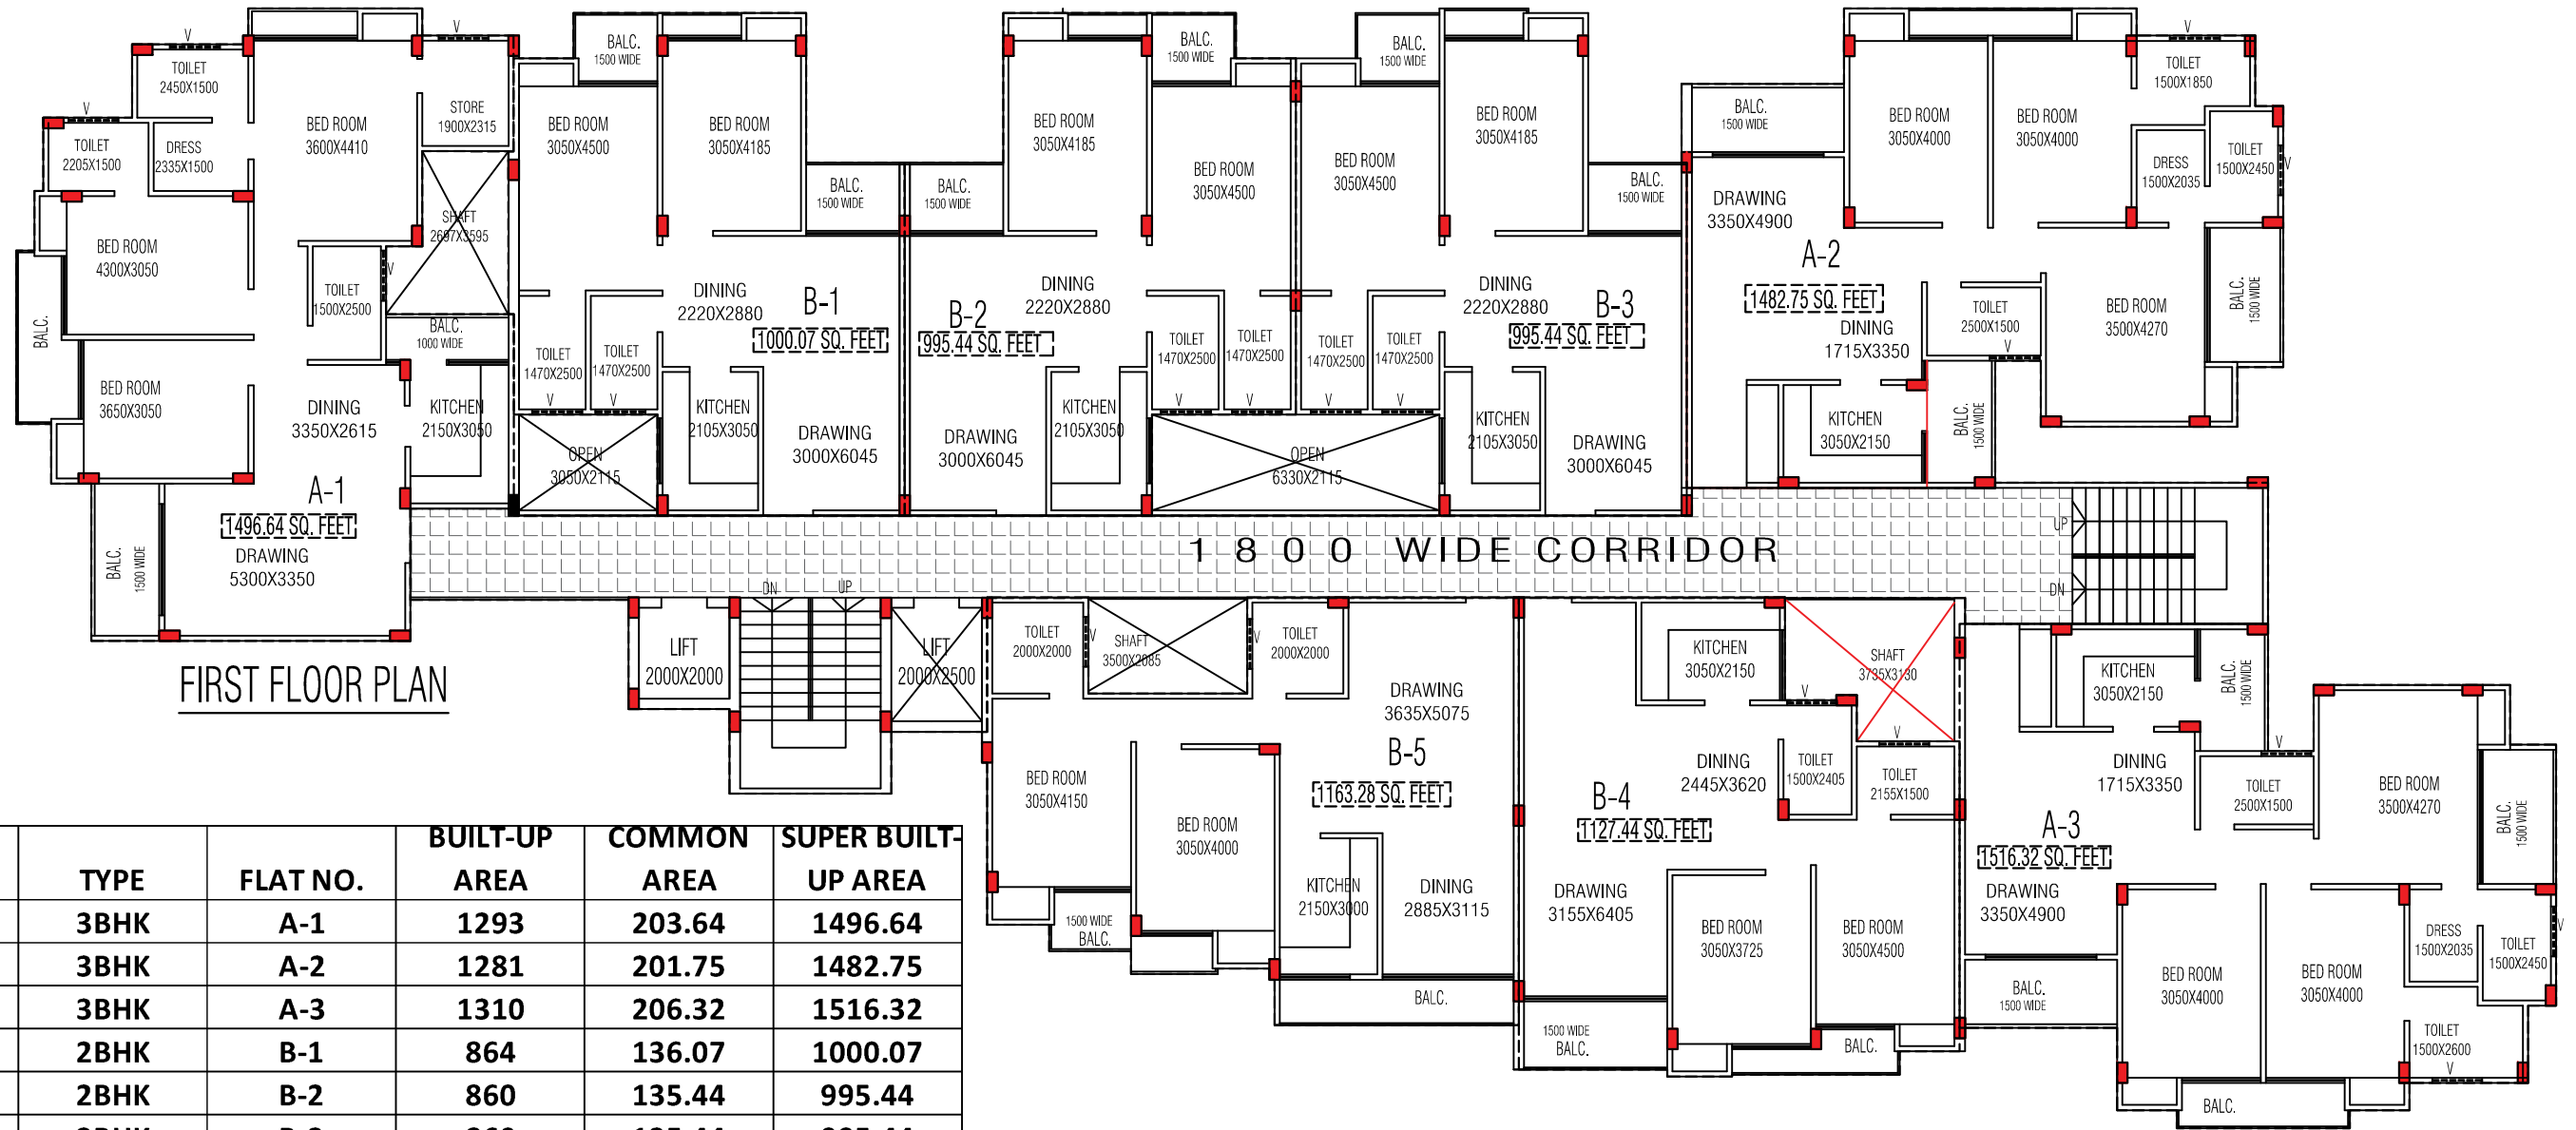 V
TOILET
2450X1500
V
TOILET
2205X1500
DRESS
2335X1500
BED ROOM
3600X4410
V
STORE
1900X2315
SHAFT
2697X3595
V
BED ROOM
4300X3050
BALC.
TOILET
1500X2500
BALC.
1000 WIDE
BED ROOM
3650X3050
DINING
3350X2615
KITCHEN
2150X3050
A-1
1496.64 SQ. FEET
DRAWING
5300X3350
BALC.
1500 WIDE
BALC.
1500 WIDE
BED ROOM
3050X4500
BED ROOM
3050X4185
BALC.
1500 WIDE
DINING
2220X2880
B-1
1000.07 SQ. FEET
TOILET
1470X2500
TOILET
1470X2500
V
V
OPEN
3050X2115
KITCHEN
2105X3050
DRAWING
3000X6045
BALC.
1500 WIDE
BED ROOM
3050X4185
BALC.
1500 WIDE
BED ROOM
3050X4500
DINING
2220X2880
B-2
995.44 SQ. FEET
TOILET
1470X2500
TOILET
1470X2500
V
V
KITCHEN
2105X3050
DRAWING
3000X6045
OPEN
6330X2115
BALC.
1500 WIDE
BED ROOM
3050X4500
BED ROOM
3050X4185
BALC.
1500 WIDE
DINING
2220X2880
B-3
995.44 SQ. FEET
TOILET
1470X2500
TOILET
1470X2500
V
V
KITCHEN
2105X3050
DRAWING
3000X6045
BALC.
1500 WIDE
DRAWING
3350X4900
BED ROOM
3050X4000
BED ROOM
3050X4000
V
TOILET
1500X1850
DRESS
1500X2035
TOILET
1500X2450
V
A-2
1482.75 SQ. FEET
DINING
1715X3350
TOILET
2500X1500
V
BED ROOM
3500X4270
BALC.
1500 WIDE
KITCHEN
3050X2150
BALC.
1500 WIDE
1800 WIDE CORRIDOR
UP
DN
DN
UP
LIFT
2000X2000
LIFT
2000X2500
FIRST FLOOR PLAN
TOILET
2000X2000
V
SHAFT
3500X2085
V
TOILET
2000X2000
DRAWING
3635X5075
B-5
1163.28 SQ. FEET
BED ROOM
3050X4150
BED ROOM
3050X4000
KITCHEN
2150X3000
DINING
2885X3115
1500 WIDE
BALC.
BALC.
KITCHEN
3050X2150
SHAFT
3735X3130
V
V
DINING
2445X3620
TOILET
1500X2405
TOILET
2155X1500
B-4
1127.44 SQ. FEET
DRAWING
3155X6405
BED ROOM
3050X3725
BED ROOM
3050X4500
1500 WIDE
BALC.
BALC.
KITCHEN
3050X2150
BALC.
1500 WIDE
DINING
1715X3350
V
TOILET
2500X1500
BED ROOM
3500X4270
BALC.
1500 WIDE
A-3
1516.32 SQ. FEET
DRAWING
3350X4900
BALC.
1500 WIDE
BED ROOM
3050X4000
BED ROOM
3050X4000
DRESS
1500X2035
TOILET
1500X2450
V
TOILET
1500X2600
V
BALC.
TYPE FLAT NO. BUILT-UP AREA COMMON AREA SUPER BUILT-UP AREA
3BHK A-1 1293 203.64 1496.64
3BHK A-2 1281 201.75 1482.75
3BHK A-3 1310 206.32 1516.32
2BHK B-1 864 136.07 1000.07
2BHK B-2 860 135.44 995.44